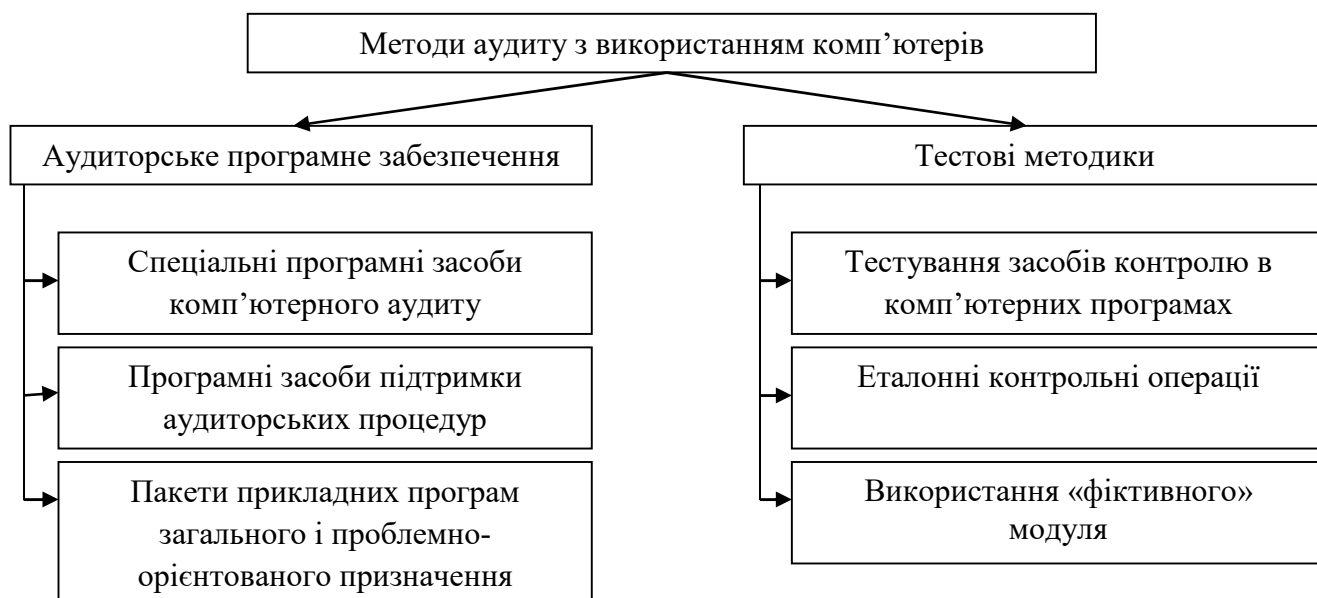 Методи аудиту з використанням комп’ютерів
Аудиторське програмне забезпечення
Спеціальні програмні засоби
комп’ютерного аудиту
Програмні засоби підтримки
аудиторських процедур
Пакети прикладних програм
загального і проблемно-
орієнтованого призначення
Тестові методики
Тестування засобів контролю в
комп’ютерних програмах
Еталонні контрольні операції
Використання «фіктивного»
модуля